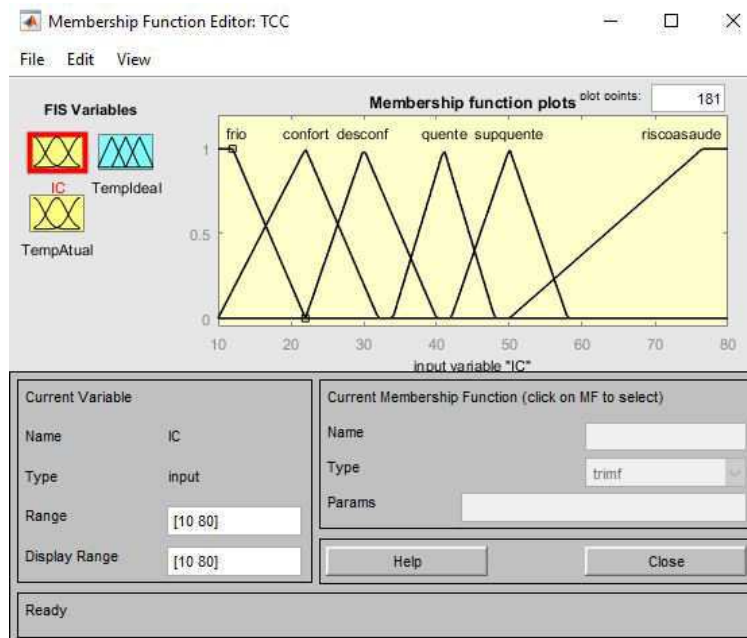 Membership Function Editor: TCC
File Edit View
FIS Variables
IC
TempIdeal
TempAtual
Membership function plots
plot points:
181
frio confort desconf quente supquente riscoasaude
1
0.5
0
10 20 30 40 50 60 70 80
input variable "IC"
Current Variable
Name IC
Type input
Range [10 80]
Display Range [10 80]
Current Membership Function (click on MF to select)
Name
Type trimf
Params
Help Close
Ready